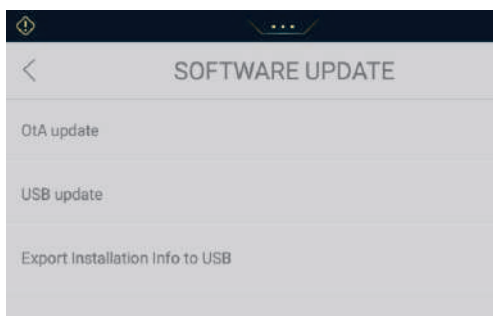 SOFTWARE UPDATE
OtA update
USB update
Export Installation Info to USB